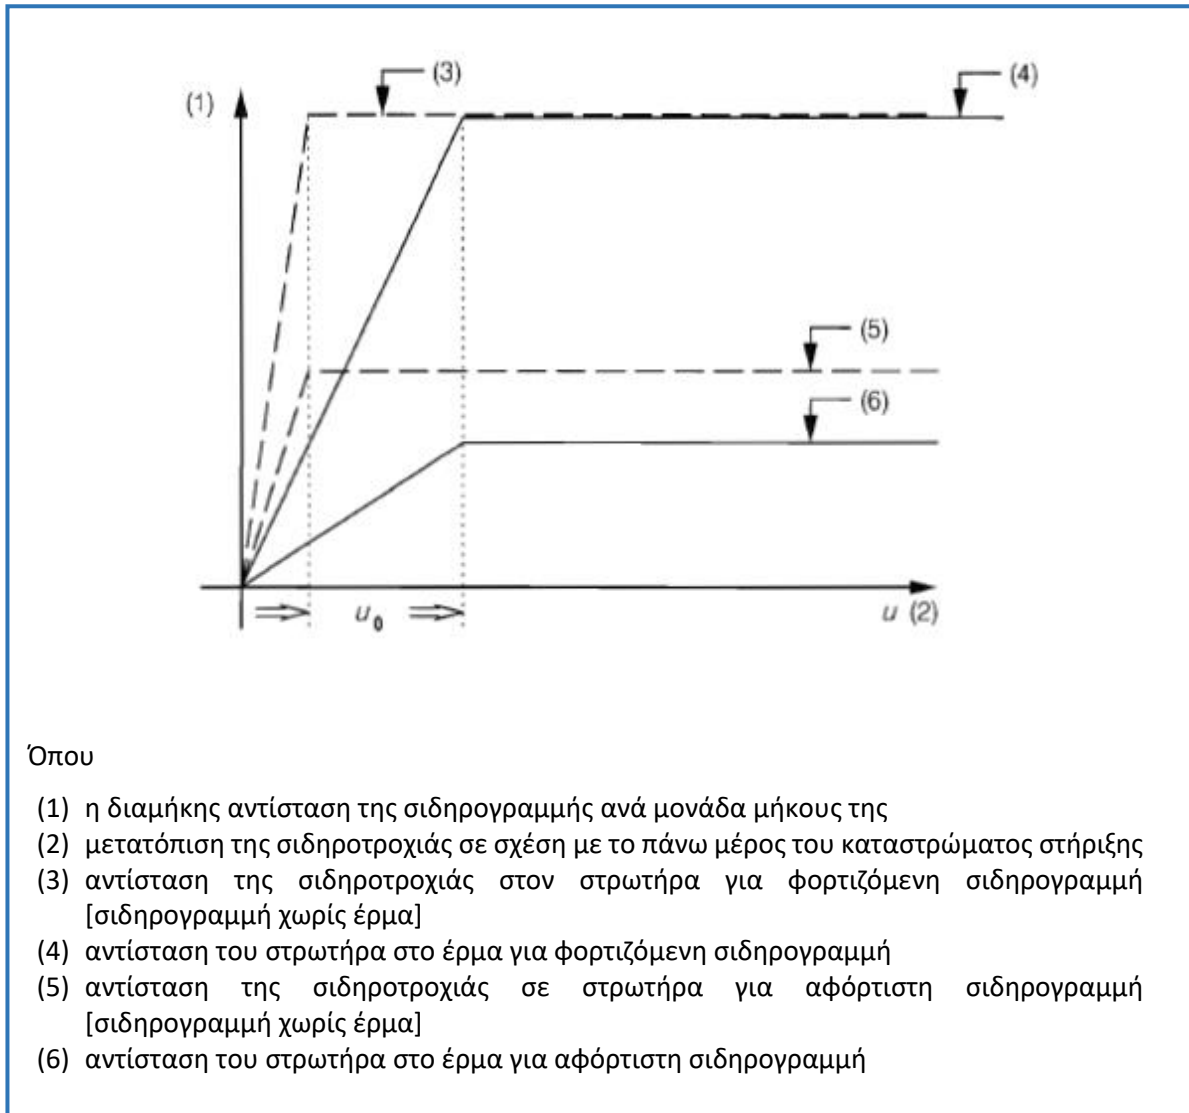 (3)
(4)
(1)
(5)
(6)
u₀
u (2)
Όπου
(1) η διαμήκης αντίσταση της σιδηρογραμμής ανά μονάδα μήκους της
(2) μετατόπιση της σιδηροτροχιάς σε σχέση με το πάνω μέρος του καταστρώματος στήριξης
(3) αντίσταση της σιδηροτροχιάς στον στρωτήρα για φορτιζόμενη σιδηρογραμμή
[σιδηρογραμμή χωρίς έρμα]
(4) αντίσταση του στρωτήρα στο έρμα για φορτιζόμενη σιδηρογραμμή
(5) αντίσταση της σιδηροτροχιάς σε στρωτήρα για αφόρτιστη σιδηρογραμμή
[σιδηρογραμμή χωρίς έρμα]
(6) αντίσταση του στρωτήρα στο έρμα για αφόρτιστη σιδηρογραμμή